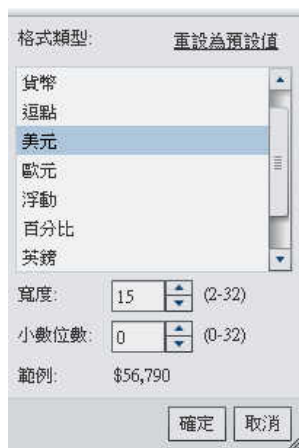 格式類型: 重設為預設值
貨幣
逗點
美元
歐元
浮動
百分比
英鎊
寬度: 15 (2-32)
小數位數: 0 (0-32)
範例: $56,790
確定 取消